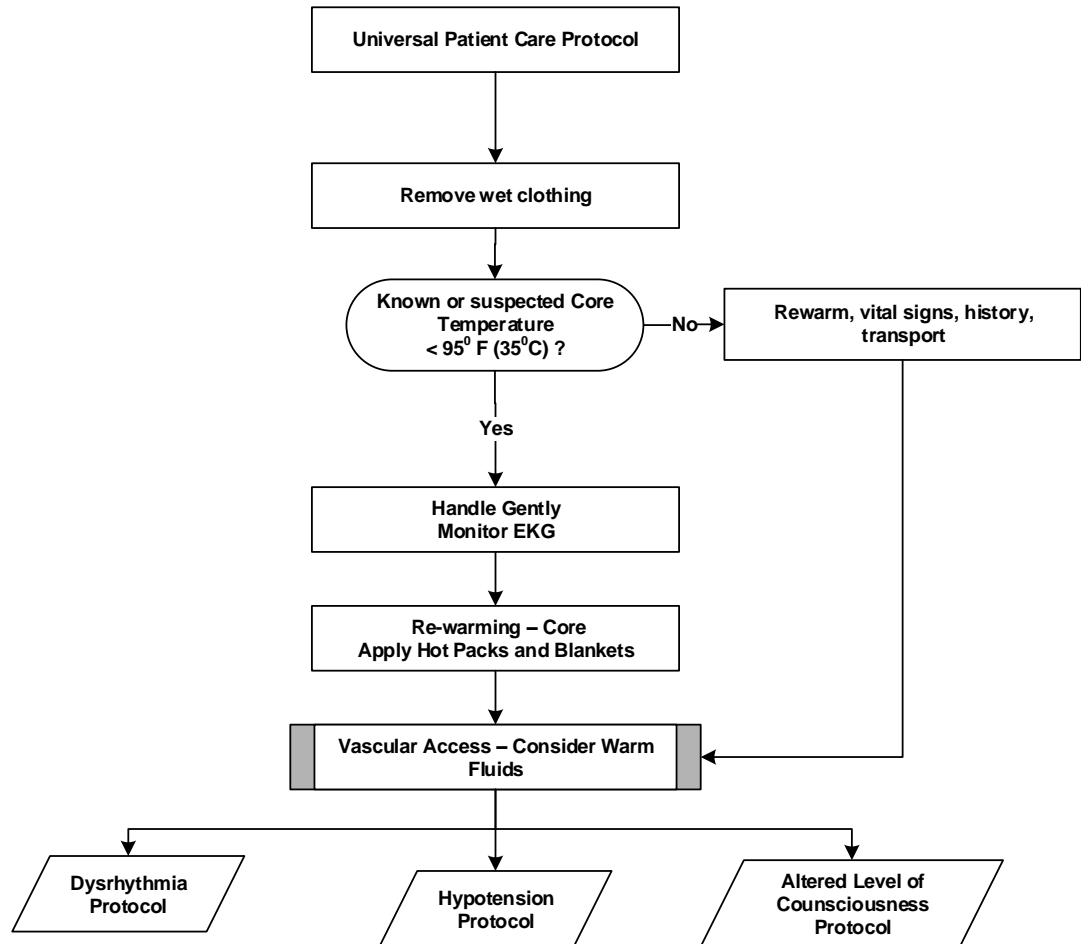 Universal Patient Care Protocol
Remove wet clothing
Known or suspected Core
Temperature
< 95⁰ F (35⁰C) ?
No
Rewarm, vital signs, history,
transport
Yes
Handle Gently
Monitor EKG
Re-warming – Core
Apply Hot Packs and Blankets
Vascular Access – Consider Warm
Fluids
Dysrhythmia
Protocol
Hypotension
Protocol
Altered Level of
Counsciousness
Protocol